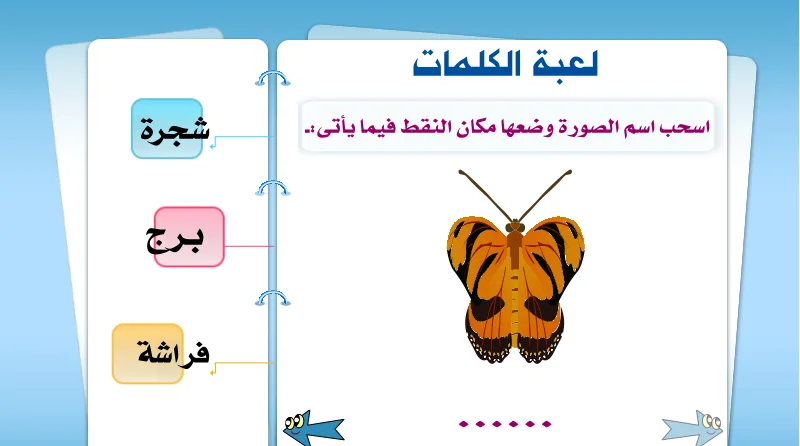 لعبة الكلمات
اسحب اسم الصورة وضعها مكان النقط فيما يأتى:ـ
شجرة
برج
فراشة